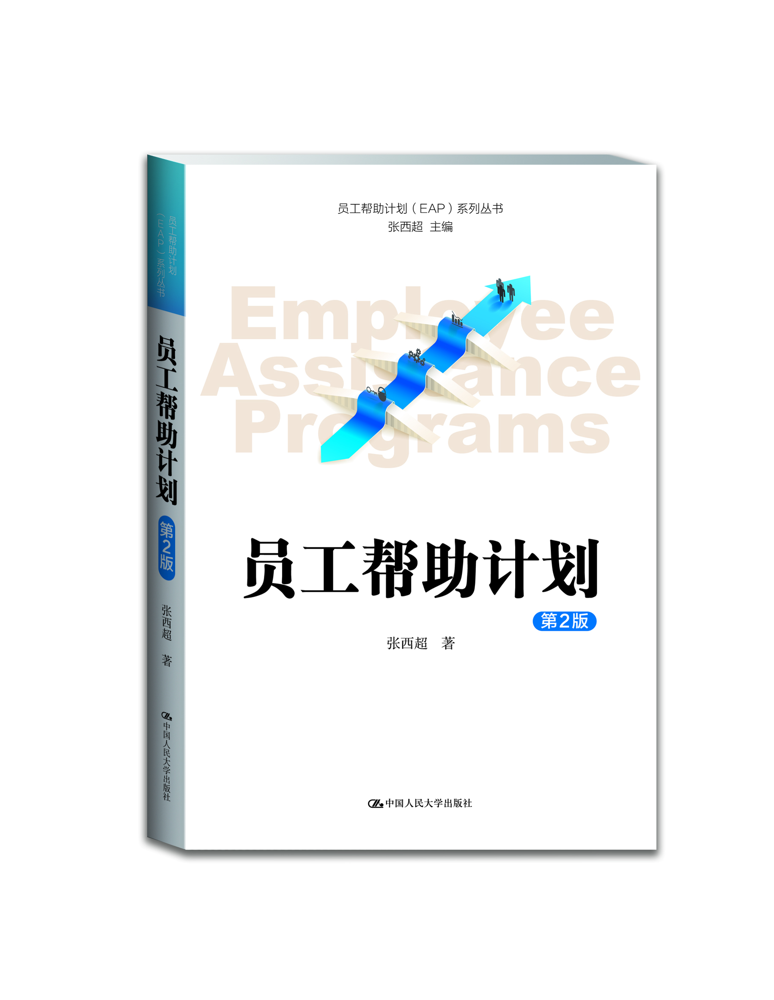 员工帮助计划
（EAP）系列丛书
员工帮助计划
第2版
张西超 著
中国人民大学出版社
员工帮助计划（EAP）系列丛书
张西超 主编
Employee
Assistance
Programs
员工帮助计划
第2版
张西超 著
中国人民大学出版社